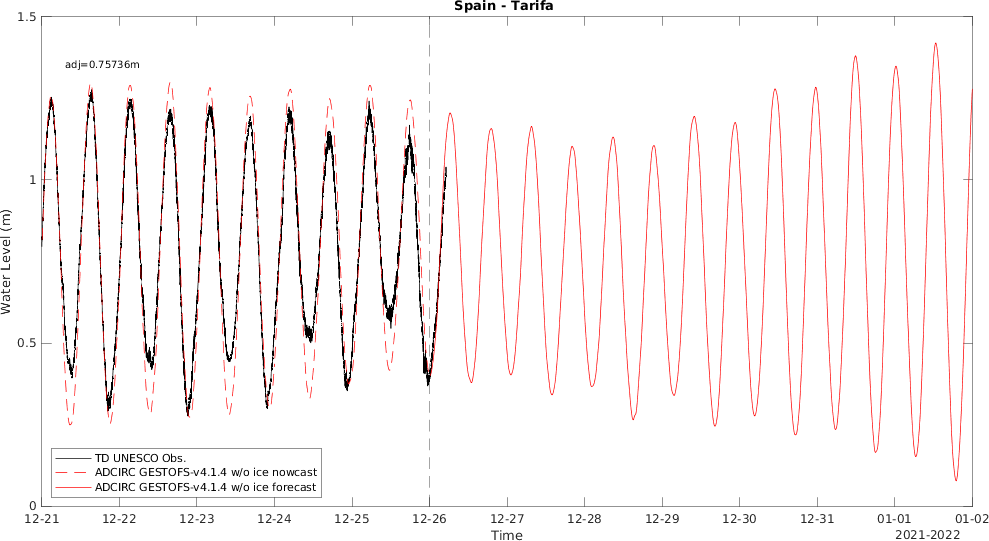 Spain - Tarifa
adj=0.75736m
Water Level (m)
1.5
1
0.5
0
TD UNESCO Obs.
ADCIRC GESTOFS-v4.1.4 w/o ice nowcast
ADCIRC GESTOFS-v4.1.4 w/o ice forecast
12-21 12-22 12-23 12-24 12-25 12-26 12-27 12-28 12-29 12-30 12-31 01-01 01-02
Time
2021-2022